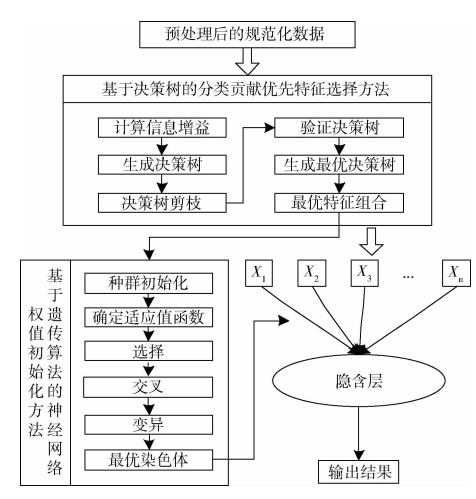 预处理后的规范化数据
基于决策树的分类贡献优先特征选择方法
计算信息增益
生成决策树
决策树剪枝
验证决策树
生成最优决策树
最优特征组合
基于遗传算法的神经网络
权值初始化方法
种群初始化
确定适应值函数
选择
交叉
变异
最优染色体
X1 X2 X3 ... Xn
隐含层
输出结果